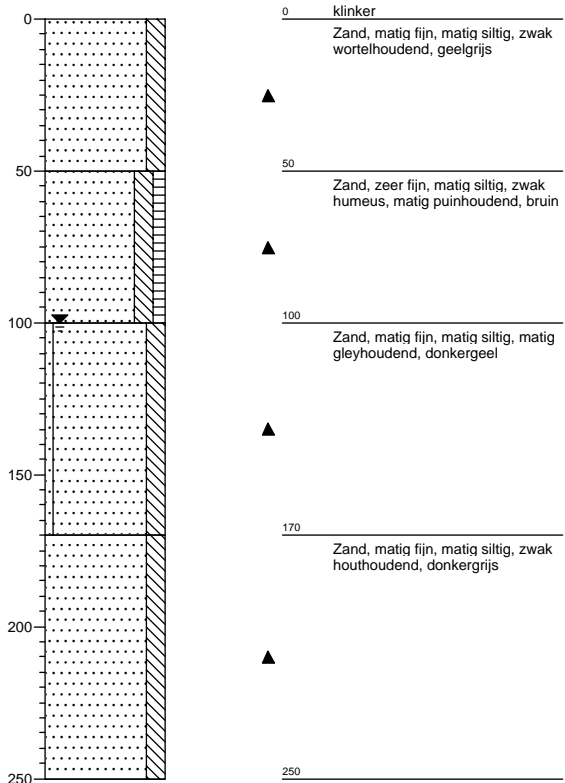 0
50
100
150
200
250
0
klinker
Zand, matig fijn, matig siltig, zwak
wortelhoudend, geelgrijs
50
Zand, zeer fijn, matig siltig, zwak
humeus, matig puinhoudend, bruin
100
Zand, matig fijn, matig siltig, matig
gleyhoudend, donkergeel
170
Zand, matig fijn, matig siltig, zwak
houthoudend, donkergrijs
250